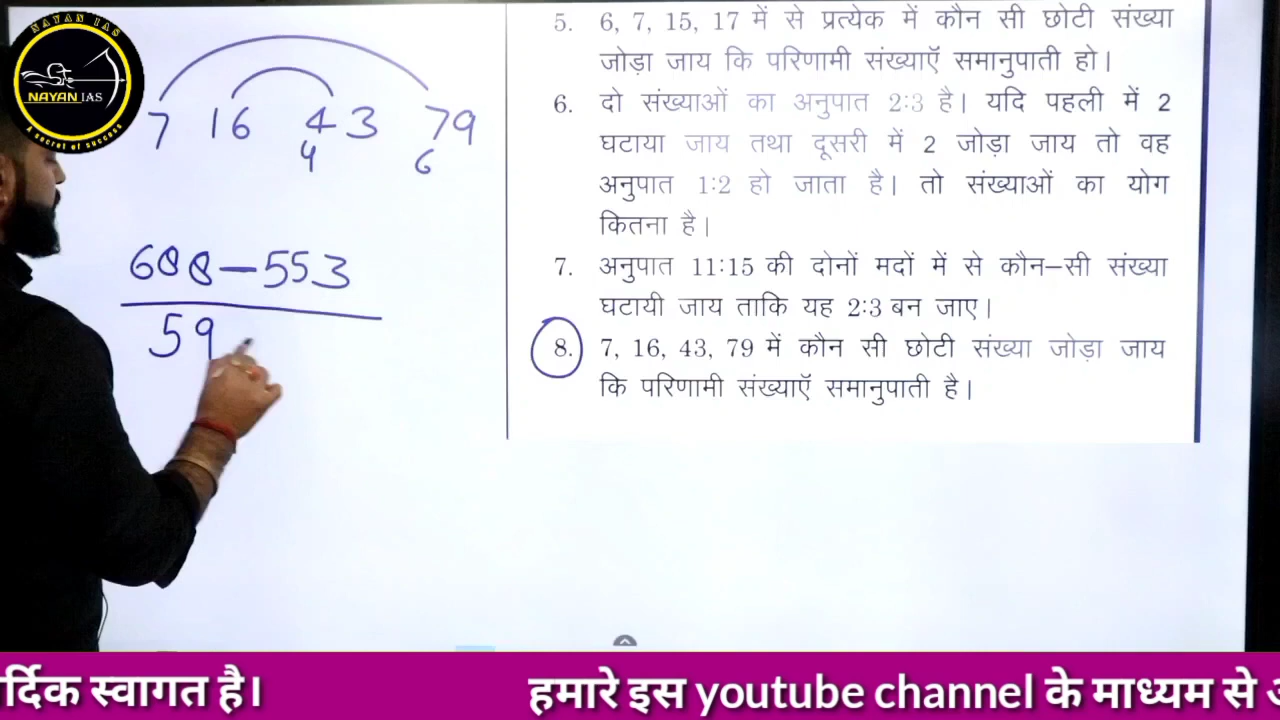 NAYAN IAS
NAYAN IAS
A secret of success
7 16 43 79
4 6
688 - 553
59
5. 6, 7, 15, 17 में से प्रत्येक में कौन सी छोटी संख्या
जोड़ा जाय कि परिणामी संख्याऍ समानुपाती हो।
6. दो संख्याओं का अनुपात 2:3 है। यदि पहली में 2
घटाया जाय तथा दूसरी में 2 जोड़ा जाय तो वह
अनुपात 1:2 हो जाता है। तो संख्याओं का योग
कितना है।
7. अनुपात 11:15 की दोनों मदों में से कौन-सी संख्या
घटायी जाय ताकि यह 2:3 बन जाए।
8. 7, 16, 43, 79 में कौन सी छोटी संख्या जोड़ा जाय
कि परिणामी संख्याऍ समानुपाती है।
र्दिक स्वागत है। हमारे इस youtube channel के माध्यम से